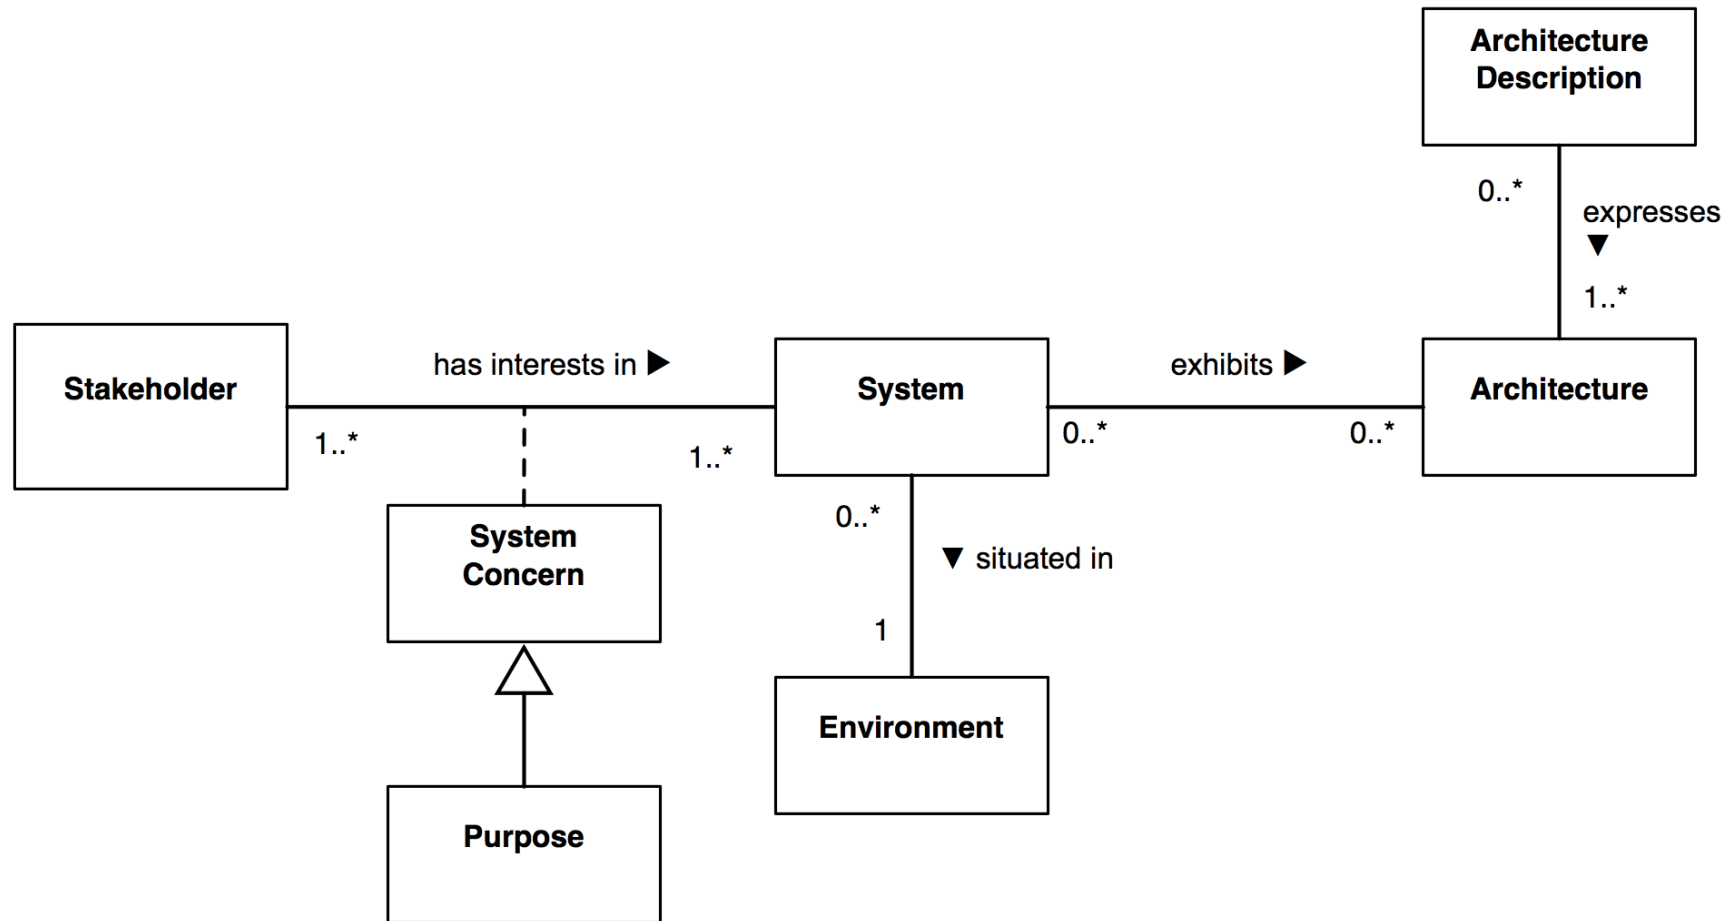 Architecture
Description
0..*
expresses
▼
1..*
Stakeholder
has interests in ▶
System
exhibits ▶
Architecture
1..*
1..*
0..*
0..*
System
Concern
0..*
▼ situated in
1
Environment
Purpose